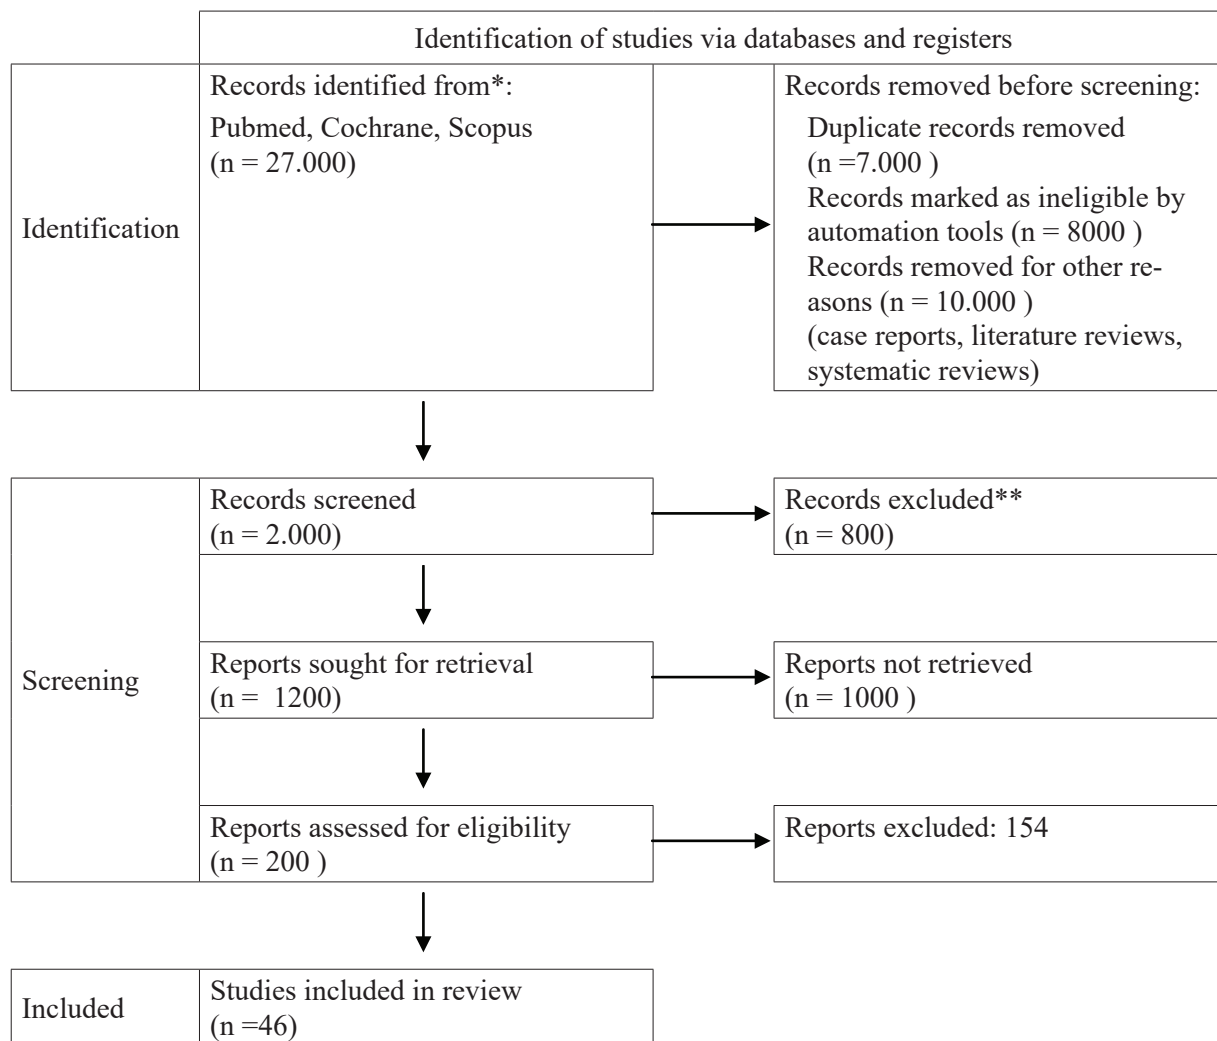 Identification of studies via databases and registers
Identification
Records identified from*:
Pubmed, Cochrane, Scopus
(n = 27.000)
Records removed before screening:
Duplicate records removed
(n =7.000 )
Records marked as ineligible by
automation tools (n = 8000 )
Records removed for other re-
asons (n = 10.000 )
(case reports, literature reviews,
systematic reviews)
Screening
Records screened
(n = 2.000)
Records excluded**
(n = 800)
Reports sought for retrieval
(n =  1200)
Reports not retrieved
(n = 1000 )
Reports assessed for eligibility
(n = 200 )
Reports excluded: 154
Included
Studies included in review
(n =46)